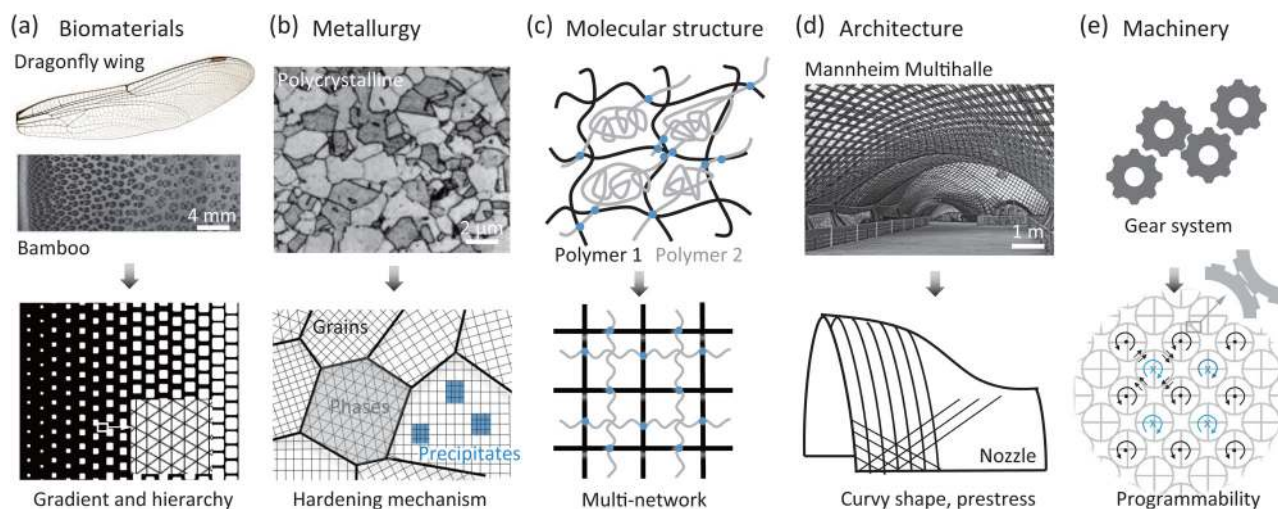 (a) Biomaterials
Dragonfly wing
4 mm
Bamboo
Gradient and hierarchy
(b) Metallurgy
Polycrystalline
2 μm
Grains
Phases
Precipitates
Hardening mechanism
(c) Molecular structure
Polymer 1 Polymer 2
Multi-network
(d) Architecture
Mannheim Multihalle
1 m
Nozzle
Curvy shape, prestress
(e) Machinery
Gear system
Programmability